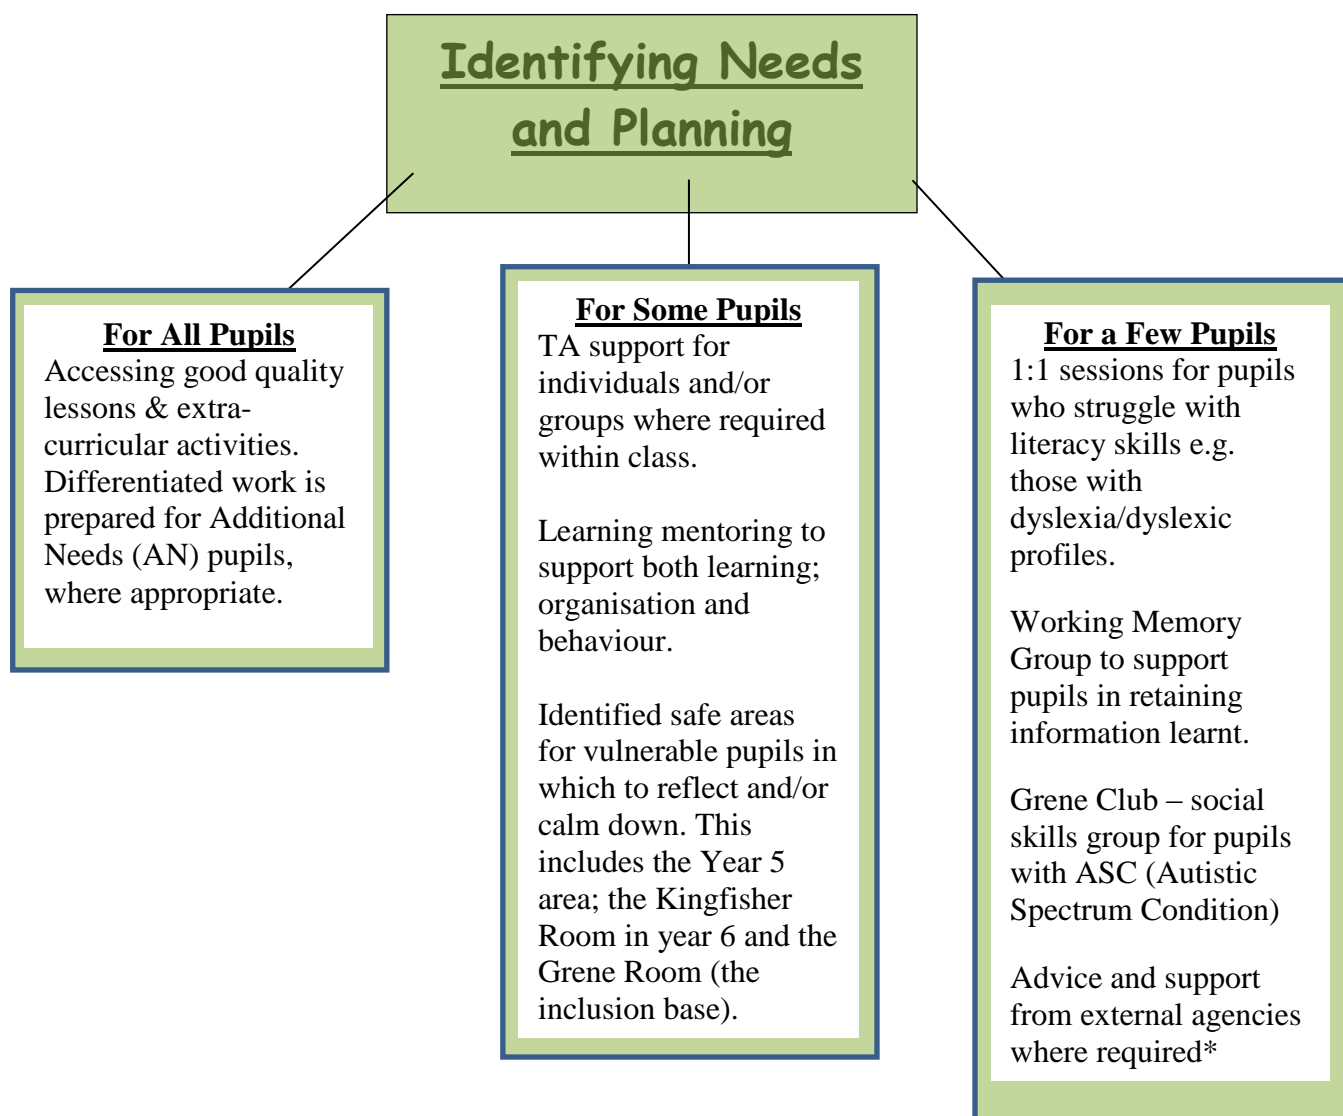 Identifying Needs
and Planning
For All Pupils
Accessing good quality
lessons & extra-
curricular activities.
Differentiated work is
prepared for Additional
Needs (AN) pupils,
where appropriate.
For Some Pupils
TA support for
individuals and/or
groups where required
within class.
Learning mentoring to
support both learning;
organisation and
behaviour.
Identified safe areas
for vulnerable pupils in
which to reflect and/or
calm down. This
includes the Year 5
area; the Kingfisher
Room in year 6 and the
Grene Room (the
inclusion base).
For a Few Pupils
1:1 sessions for pupils
who struggle with
literacy skills e.g.
those with
dyslexia/dyslexic
profiles.
Working Memory
Group to support
pupils in retaining
information learnt.
Grene Club – social
skills group for pupils
with ASC (Autistic
Spectrum Condition)
Advice and support
from external agencies
where required*